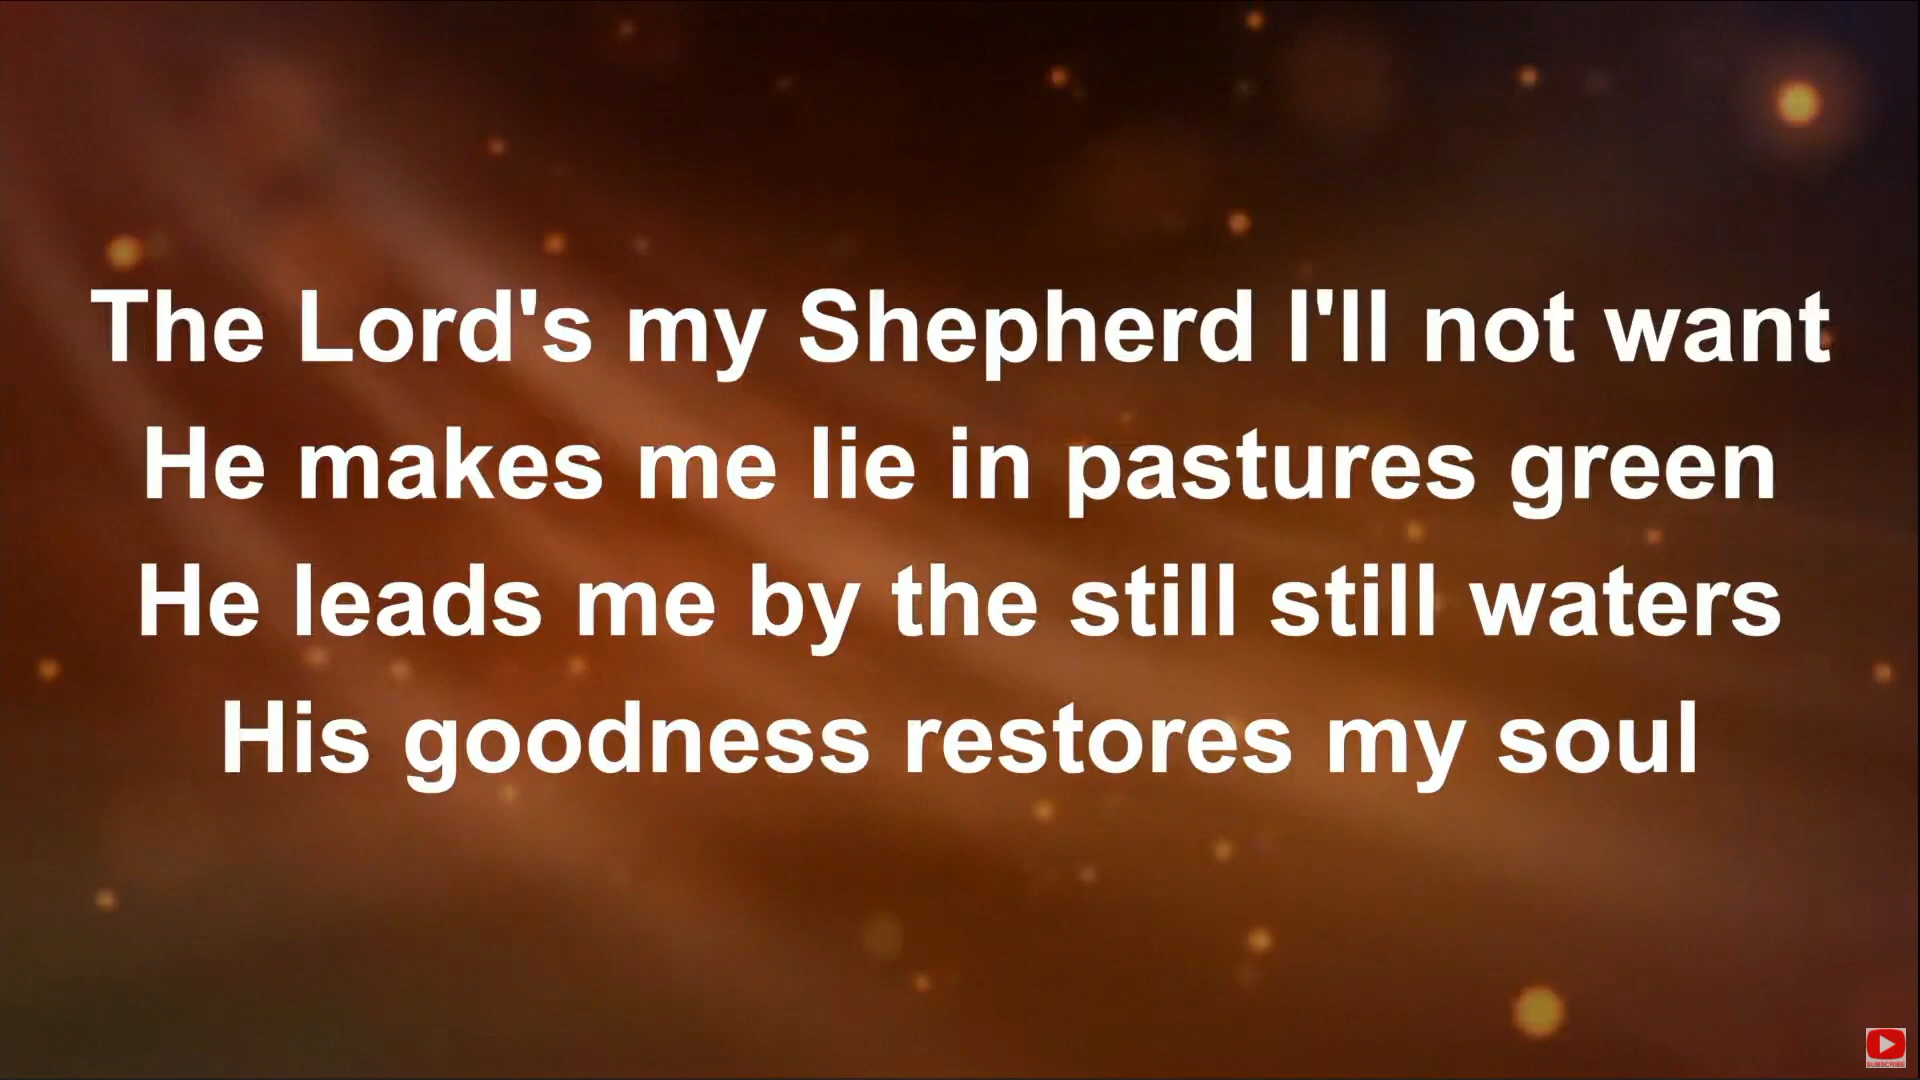 The Lord's my Shepherd I'll not want
He makes me lie in pastures green
He leads me by the still still waters
His goodness restores my soul
SUBSCRIBE